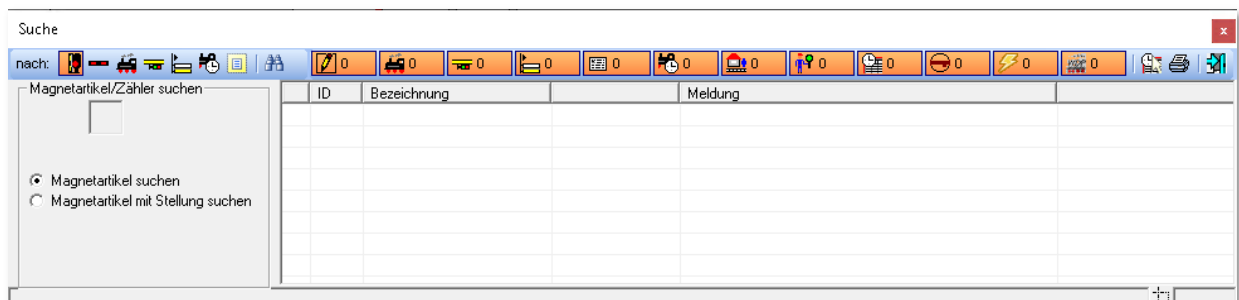 Suche
x
nach: 0 0 0 0 0 0 0 0 0 0 0 0
Magnetartikel/Zähler suchen
ID Bezeichnung Meldung
Magnetartikel suchen
Magnetartikel mit Stellung suchen